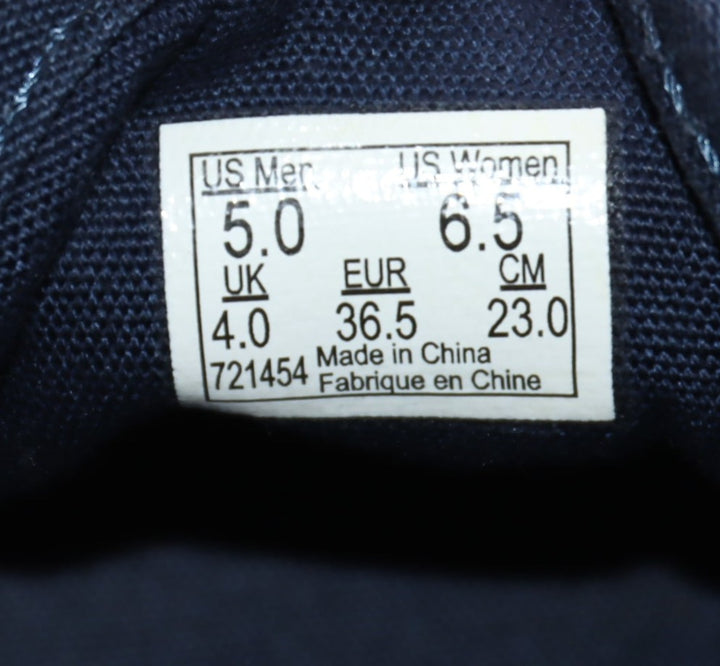 US Men US Women
5.0 6.5
UK EUR CM
4.0 36.5 23.0
721454 Made in China
Fabrique en Chine